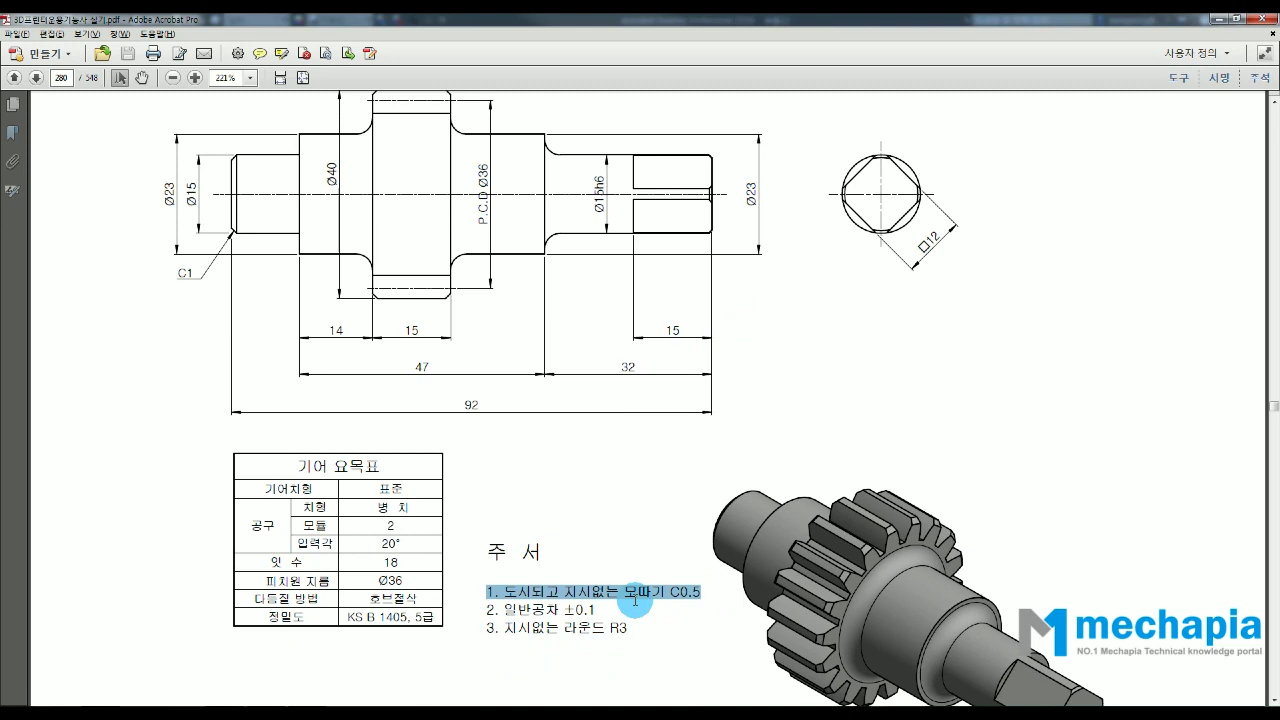 3D프린터운용기능사 실기.pdf - Adobe Acrobat Pro
파일(F) 편집(E) 보기(V) 창(W) 도움말(H)
만들기
사용자 정의
280 / 548
221%
도구 서명 주석
Ø23
Ø15
Ø40
P.C.D Ø36
Ø15h6
Ø23
□12
C1
14
15
15
47
32
92
기어 요목표
기어치형 표준
공구 치형 병 치
모듈 2
압력각 20°
잇 수 18
피치원 지름 Ø36
다듬질 방법 호브절삭
정밀도 KS B 1405, 5급
주 서
1. 도시되고 지시없는 모따기 C0.5
2. 일반공차 ±0.1
3. 지시없는 라운드 R3
mechapia
NO.1 Mechapia Technical knowledge portal